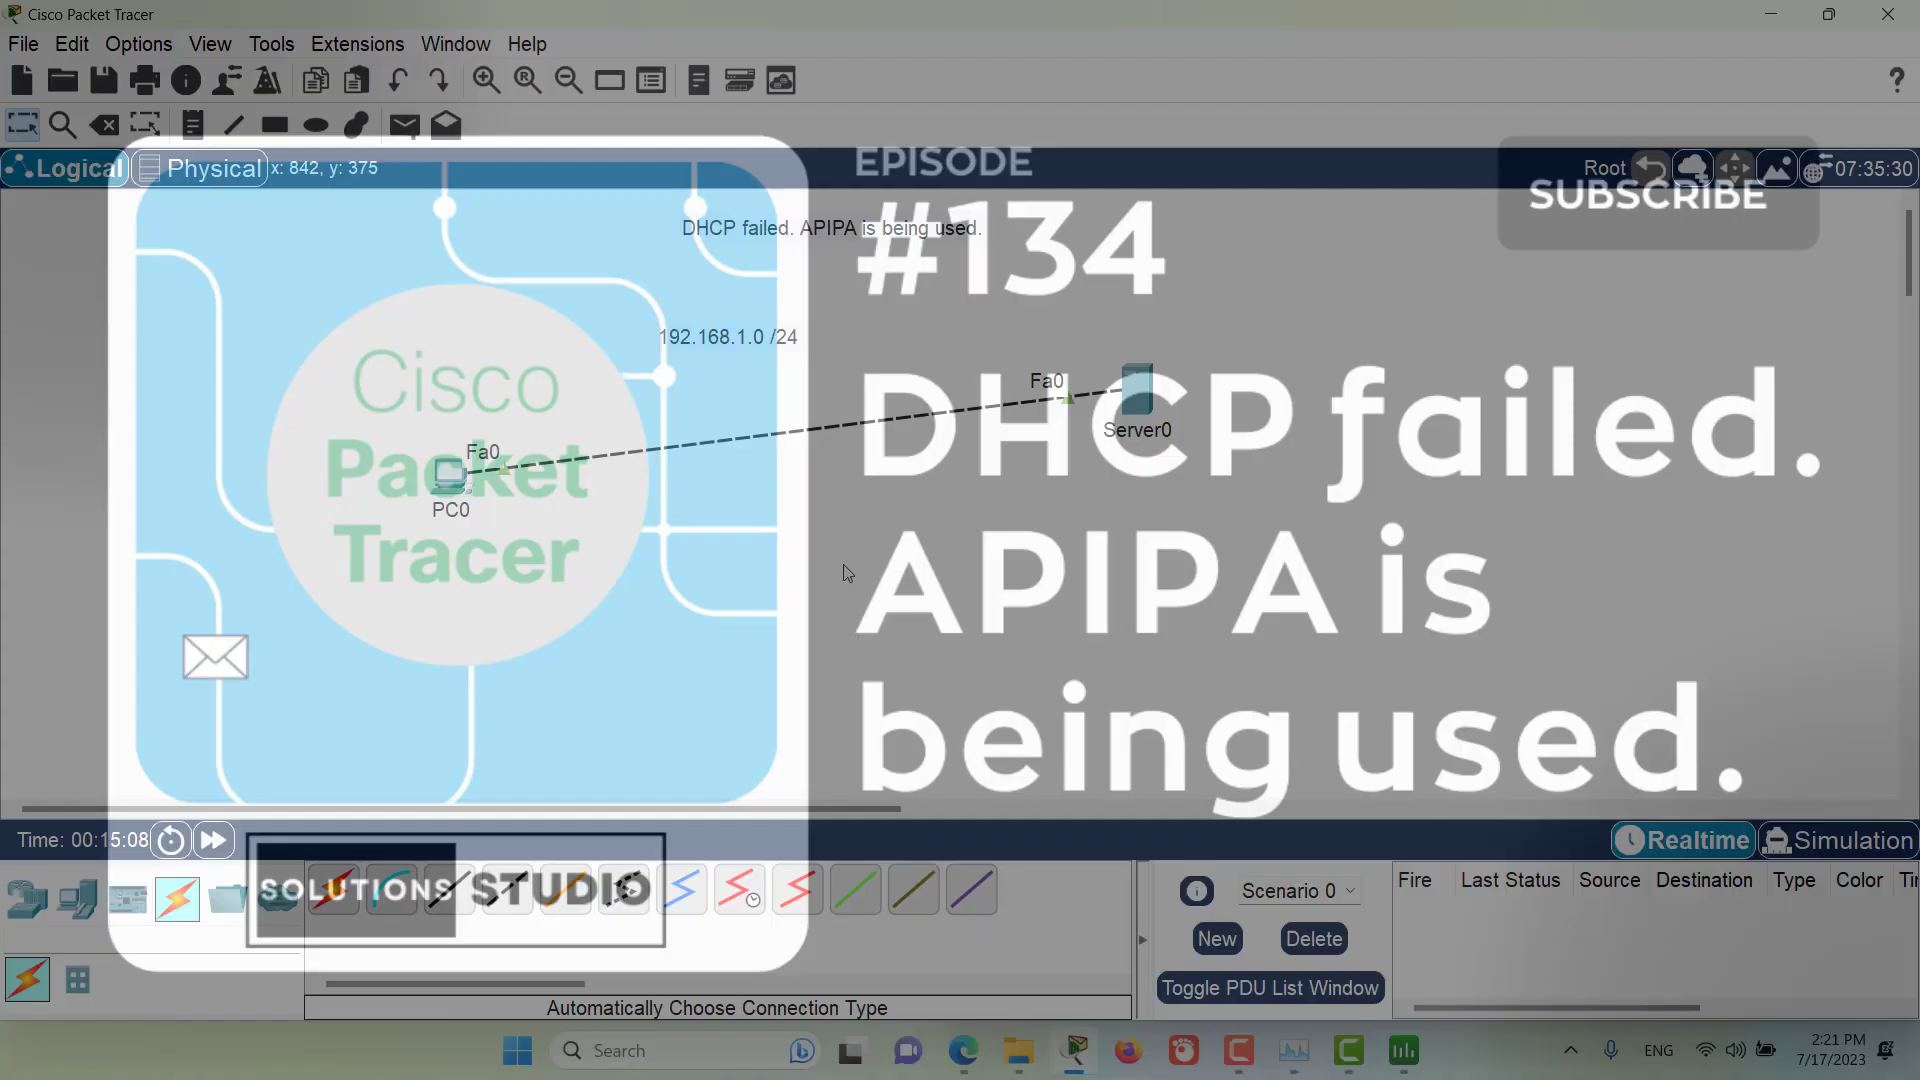 Cisco Packet Tracer
File Edit Options View Tools Extensions Window Help
Logical Physical x: 842, y: 375
Root 07:35:30
EPISODE
#134
SUBSCRIBE
DHCP failed. APIPA is being used.
192.168.1.0 /24
Fa0
Server0
Fa0
PC0
Cisco
Packet
Tracer
DHCP failed.
APIPA is
being used.
Time: 00:15:08
Realtime Simulation
SOLUTIONS STUDIO
Scenario 0
New Delete
Toggle PDU List Window
Fire Last Status Source Destination Type Color
Automatically Choose Connection Type
Search
ENG
2:21 PM
7/17/2023